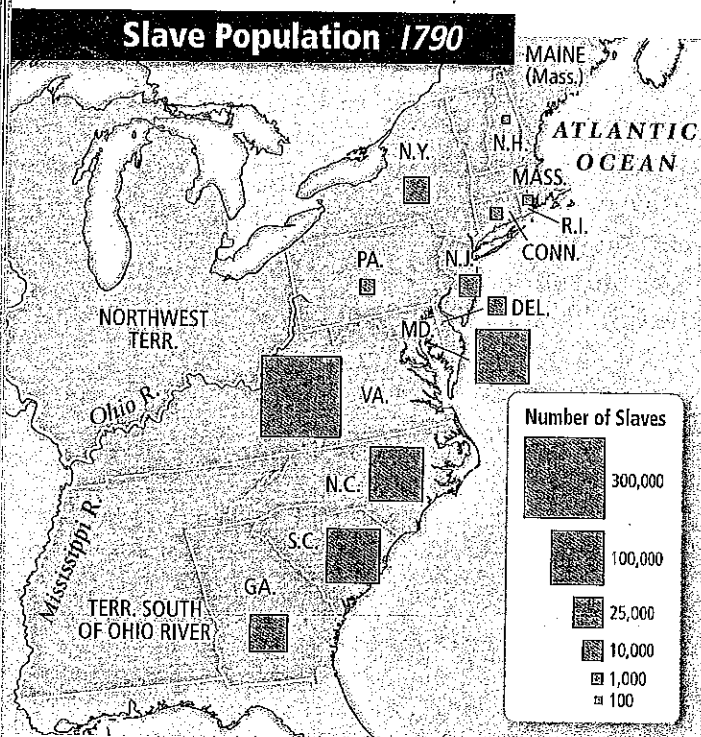 Slave Population 1790
MAINE
(Mass.)
ATLANTIC
OCEAN
N.H.
N.Y.
MASS.
R.I.
CONN.
PA.
N.J.
DEL.
MD.
NORTHWEST
TERR.
VA.
Ohio R.
N.C.
S.C.
GA.
Mississippi R.
TERR. SOUTH
OF OHIO RIVER
Number of Slaves
300,000
100,000
25,000
10,000
1,000
100